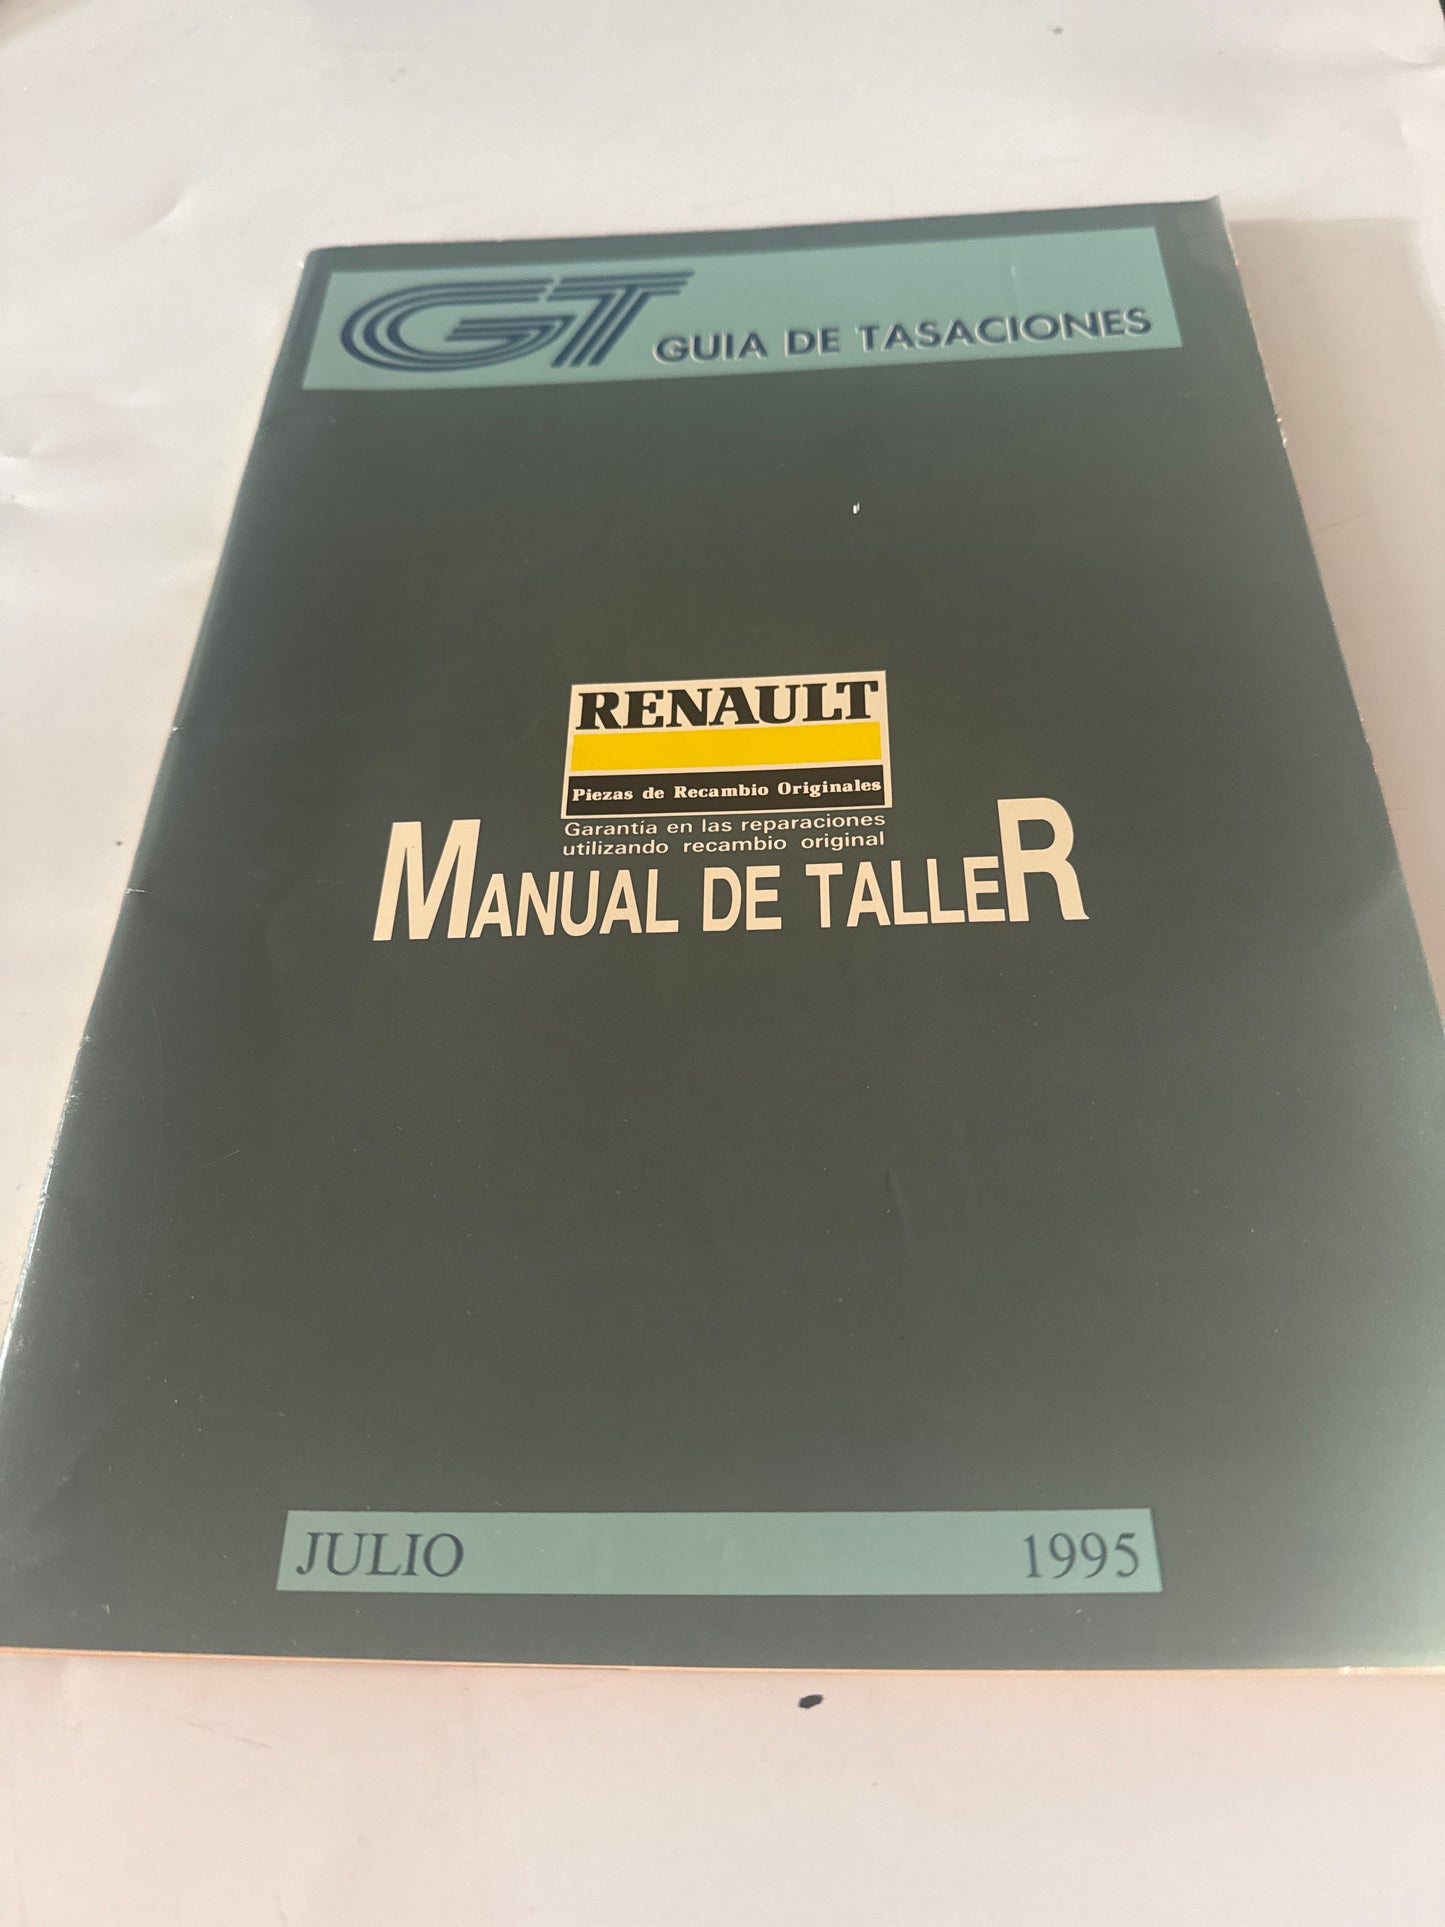 GT GUIA DE TASACIONES
RENAULT
Piezas de Recambio Originales
Garantía en las reparaciones
utilizando recambio original
MANUAL DE TALLER
JULIO 1995